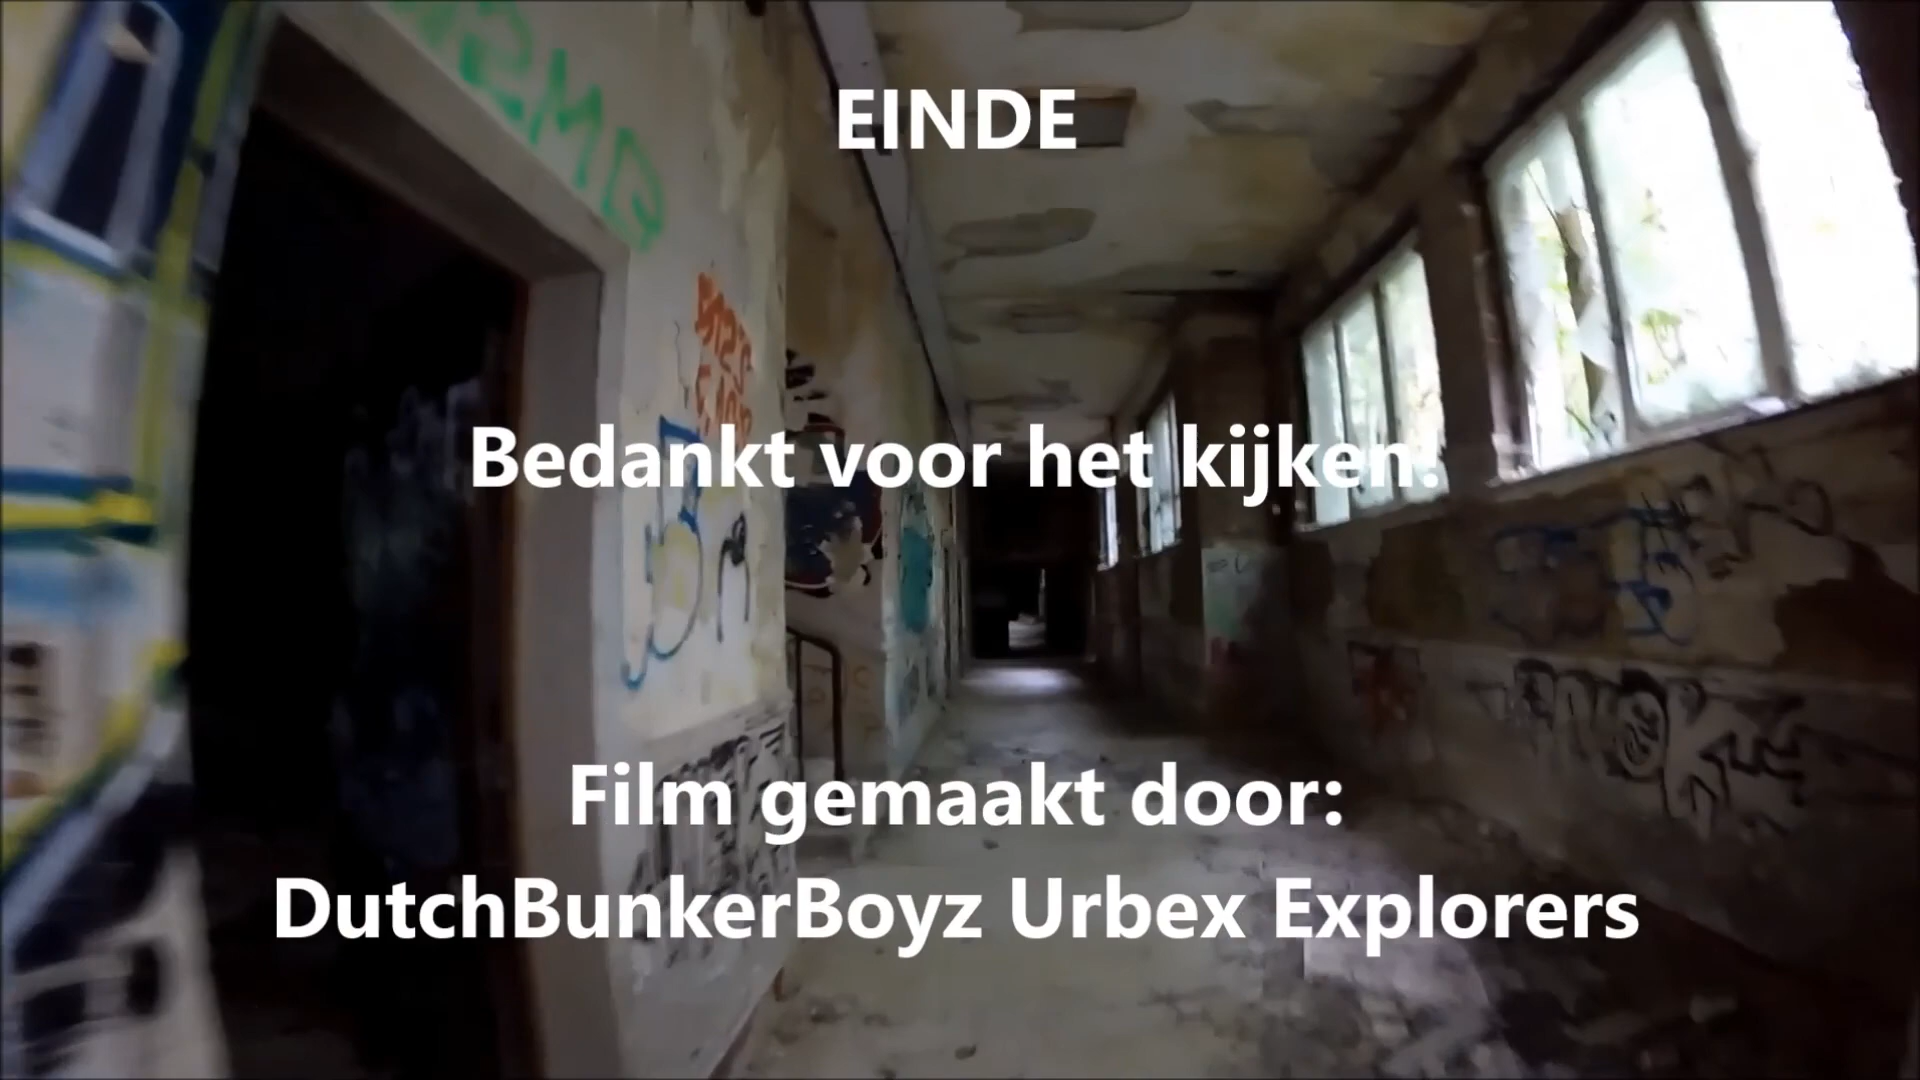 EINDE
Bedankt voor het kijken!
Film gemaakt door:
DutchBunkerBoyz Urbex Explorers